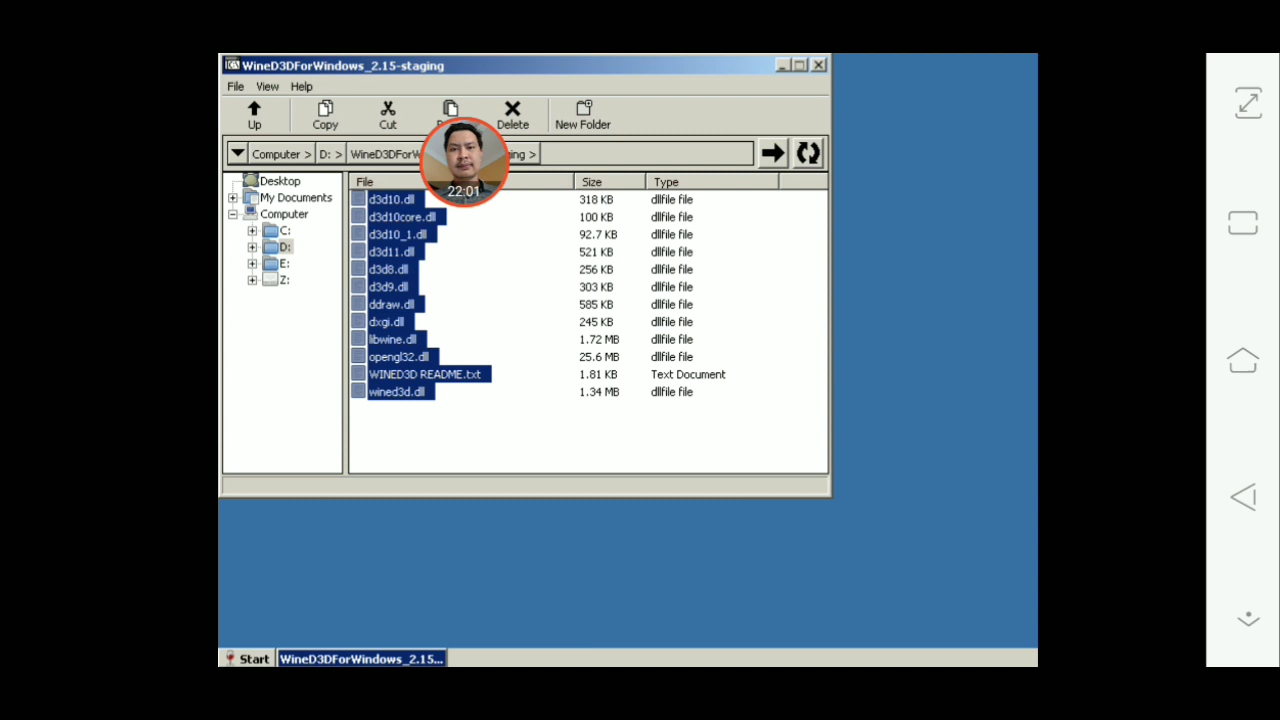 WineD3DForWindows_2.15-staging
File View Help
Up Copy Cut Delete New Folder
Computer > D: > WineD3DForW ing >
22:01
Desktop
My Documents
Computer
C:
D:
E:
Z:
File Size Type
d3d10.dll 318 KB dllfile file
d3d10core.dll 100 KB dllfile file
d3d10_1.dll 92.7 KB dllfile file
d3d11.dll 521 KB dllfile file
d3d8.dll 256 KB dllfile file
d3d9.dll 303 KB dllfile file
ddraw.dll 585 KB dllfile file
dxgi.dll 245 KB dllfile file
libwine.dll 1.72 MB dllfile file
opengl32.dll 25.6 MB dllfile file
WINED3D README.txt 1.81 KB Text Document
wined3d.dll 1.34 MB dllfile file
Start WineD3DForWindows_2.15...